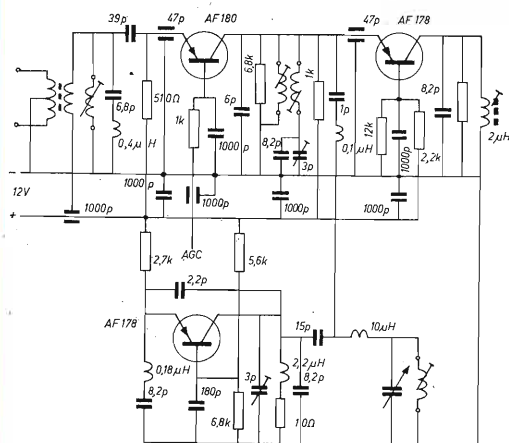 39p
47p
AF 180
47p
AF 178
6,8p
0,4μH
510Ω
1k
1000p
6p
6,8k
8,2p
3p
1k
1p
0,1μH
12k
1000p
2,2k
8,2p
2μH
−
12V
+
1000p
1000p
1000p
1000p
1000p
AGC
2,7k
5,6k
2,2p
AF 178
15p
10μH
0,18μH
8,2p
180p
6,8k
3p
2,2μH
8,2p
10Ω